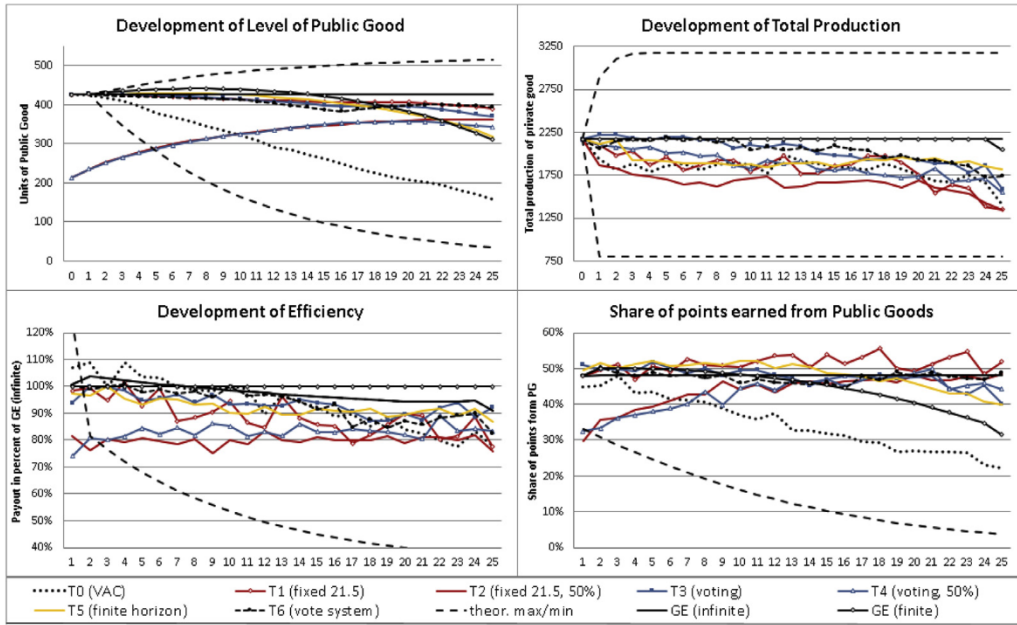 Development of Level of Public Good
Units of Public Good
500
400
300
200
100
0
0 1 2 3 4 5 6 7 8 9 10 11 12 13 14 15 16 17 18 19 20 21 22 23 24 25
Development of Total Production
Total production of private good
3250
2750
2250
1750
1250
750
0 1 2 3 4 5 6 7 8 9 10 11 12 13 14 15 16 17 18 19 20 21 22 23 24 25
Development of Efficiency
Payout in percent of GE (infinite)
120%
110%
100%
90%
80%
70%
60%
50%
40%
1 2 3 4 5 6 7 8 9 10 11 12 13 14 15 16 17 18 19 20 21 22 23 24 25
Share of points earned from Public Goods
Share of points from PG
60%
50%
40%
30%
20%
10%
0%
1 2 3 4 5 6 7 8 9 10 11 12 13 14 15 16 17 18 19 20 21 22 23 24 25
T0 (VAC) T1 (fixed 21.5) T2 (fixed 21.5, 50%) T3 (voting) T4 (voting, 50%)
T5 (finite horizon) T6 (vote system) theor. max/min GE (infinite) GE (finite)